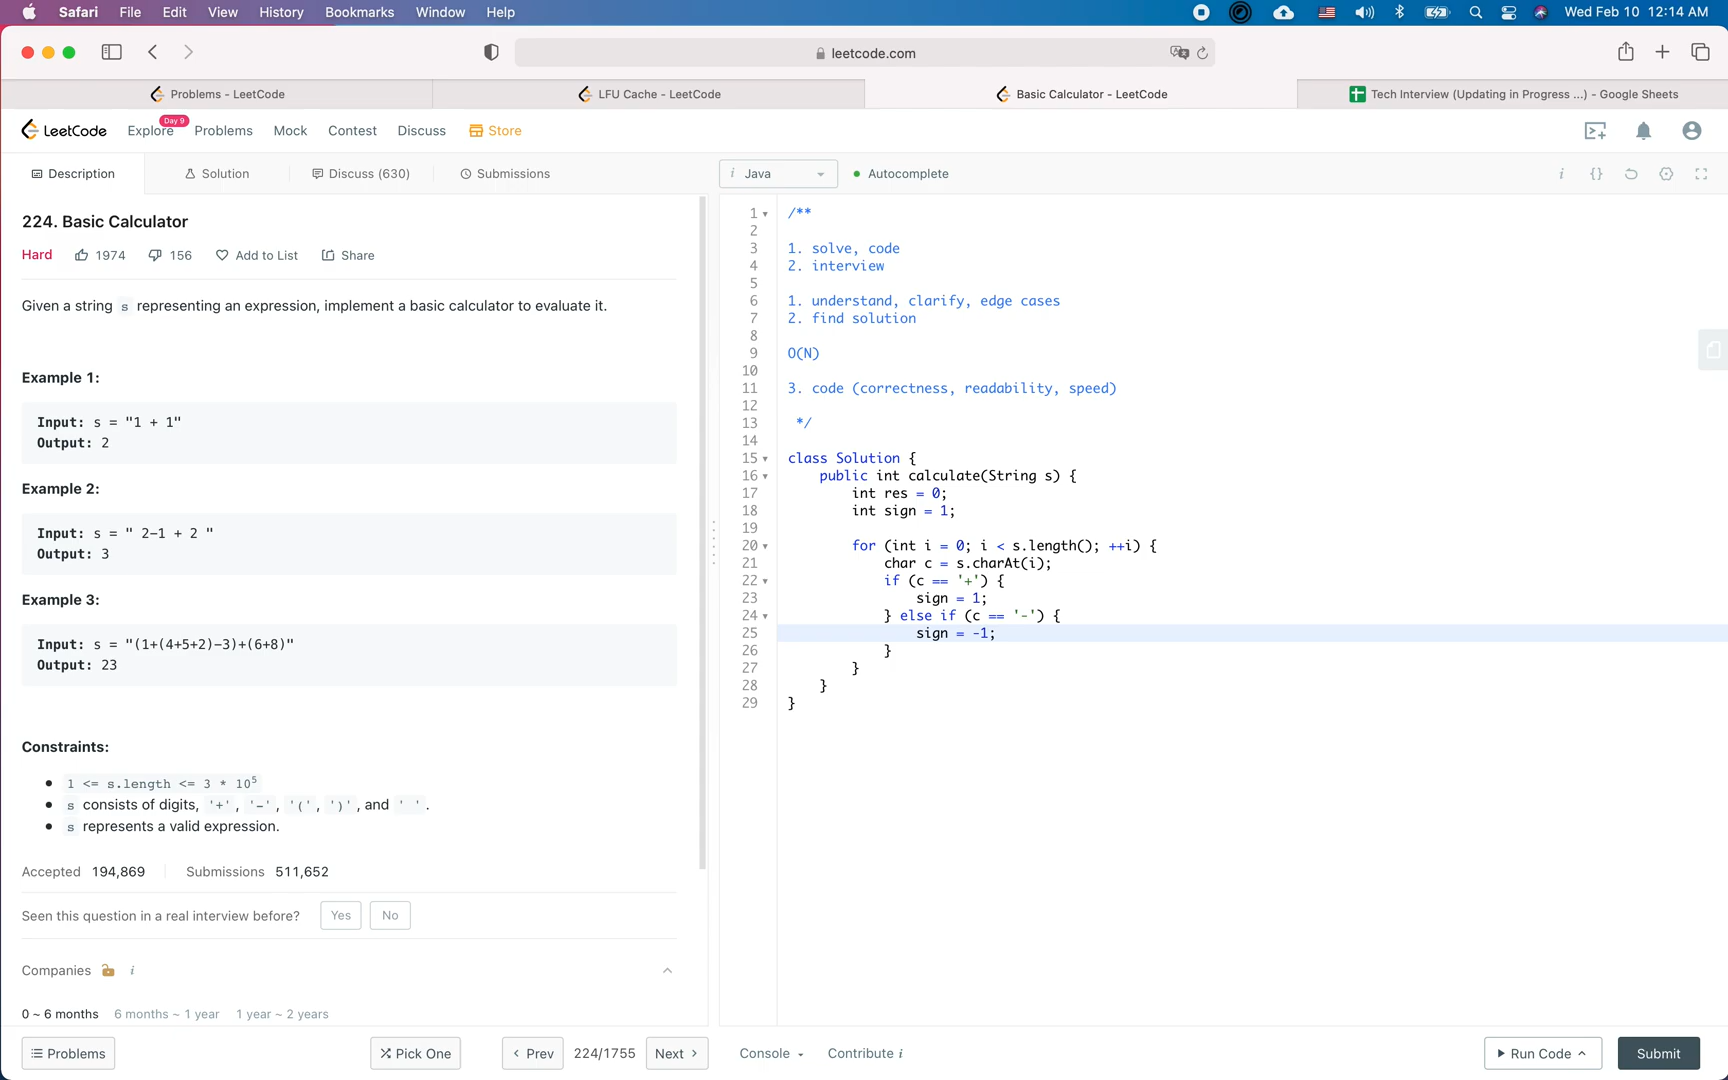 Safari File Edit View History Bookmarks Window Help Wed Feb 10 12:14 AM
leetcode.com
Problems - LeetCode LFU Cache - LeetCode Basic Calculator - LeetCode Tech Interview (Updating in Progress ...) - Google Sheets
LeetCode Explore Day 9 Problems Mock Contest Discuss Store
Description Solution Discuss (630) Submissions
i Java Autocomplete i {}
224. Basic Calculator
Hard 1974 156 Add to List Share
Given a string s representing an expression, implement a basic calculator to evaluate it.
Example 1:
Input: s = "1 + 1"
Output: 2
Example 2:
Input: s = " 2-1 + 2 "
Output: 3
Example 3:
Input: s = "(1+(4+5+2)-3)+(6+8)"
Output: 23
Constraints:
1 <= s.length <= 3 * 10⁵
s consists of digits, '+', '-', '(', ')', and ' '.
s represents a valid expression.
Accepted 194,869 Submissions 511,652
Seen this question in a real interview before? Yes No
Companies i
0 ~ 6 months 6 months ~ 1 year 1 year ~ 2 years
Problems Pick One < Prev 224/1755 Next >
1 /**
2
3 1. solve, code
4 2. interview
5
6 1. understand, clarify, edge cases
7 2. find solution
8
9 O(N)
10
11 3. code (correctness, readability, speed)
12
13 */
14
15 class Solution {
16 public int calculate(String s) {
17 int res = 0;
18 int sign = 1;
19
20 for (int i = 0; i < s.length(); ++i) {
21 char c = s.charAt(i);
22 if (c == '+') {
23 sign = 1;
24 } else if (c == '-') {
25 sign = -1;
26 }
27 }
28 }
29 }
Console Contribute i Run Code Submit